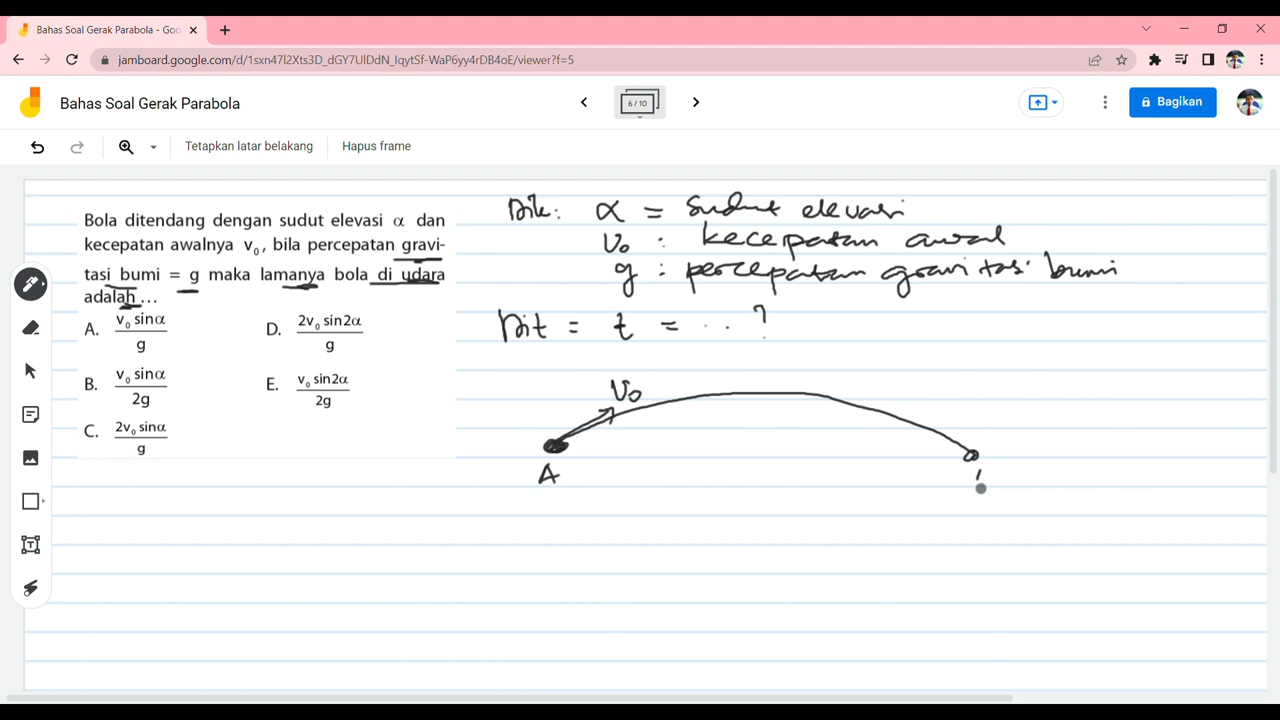 Bahas Soal Gerak Parabola - Goo
jamboard.google.com/d/1sxn47l2Xts3D_dGY7UlDdN_IqytSf-WaP6yy4rDB4oE/viewer?f=5
Bahas Soal Gerak Parabola
6 / 10
Bagikan
Tetapkan latar belakang
Hapus frame
Bola ditendang dengan sudut elevasi α dan
kecepatan awalnya v₀, bila percepatan gravi-
tasi bumi = g maka lamanya bola di udara
adalah ...
A. v₀ sinα / g
B. v₀ sinα / 2g
C. 2v₀ sinα / g
D. 2v₀ sin2α / g
E. v₀ sin2α / 2g
Dik: α = Sudut elevasi
V₀ : kecepatan awal
g : percepatan gravitasi bumi
Dit = t = ... ?
V₀
A